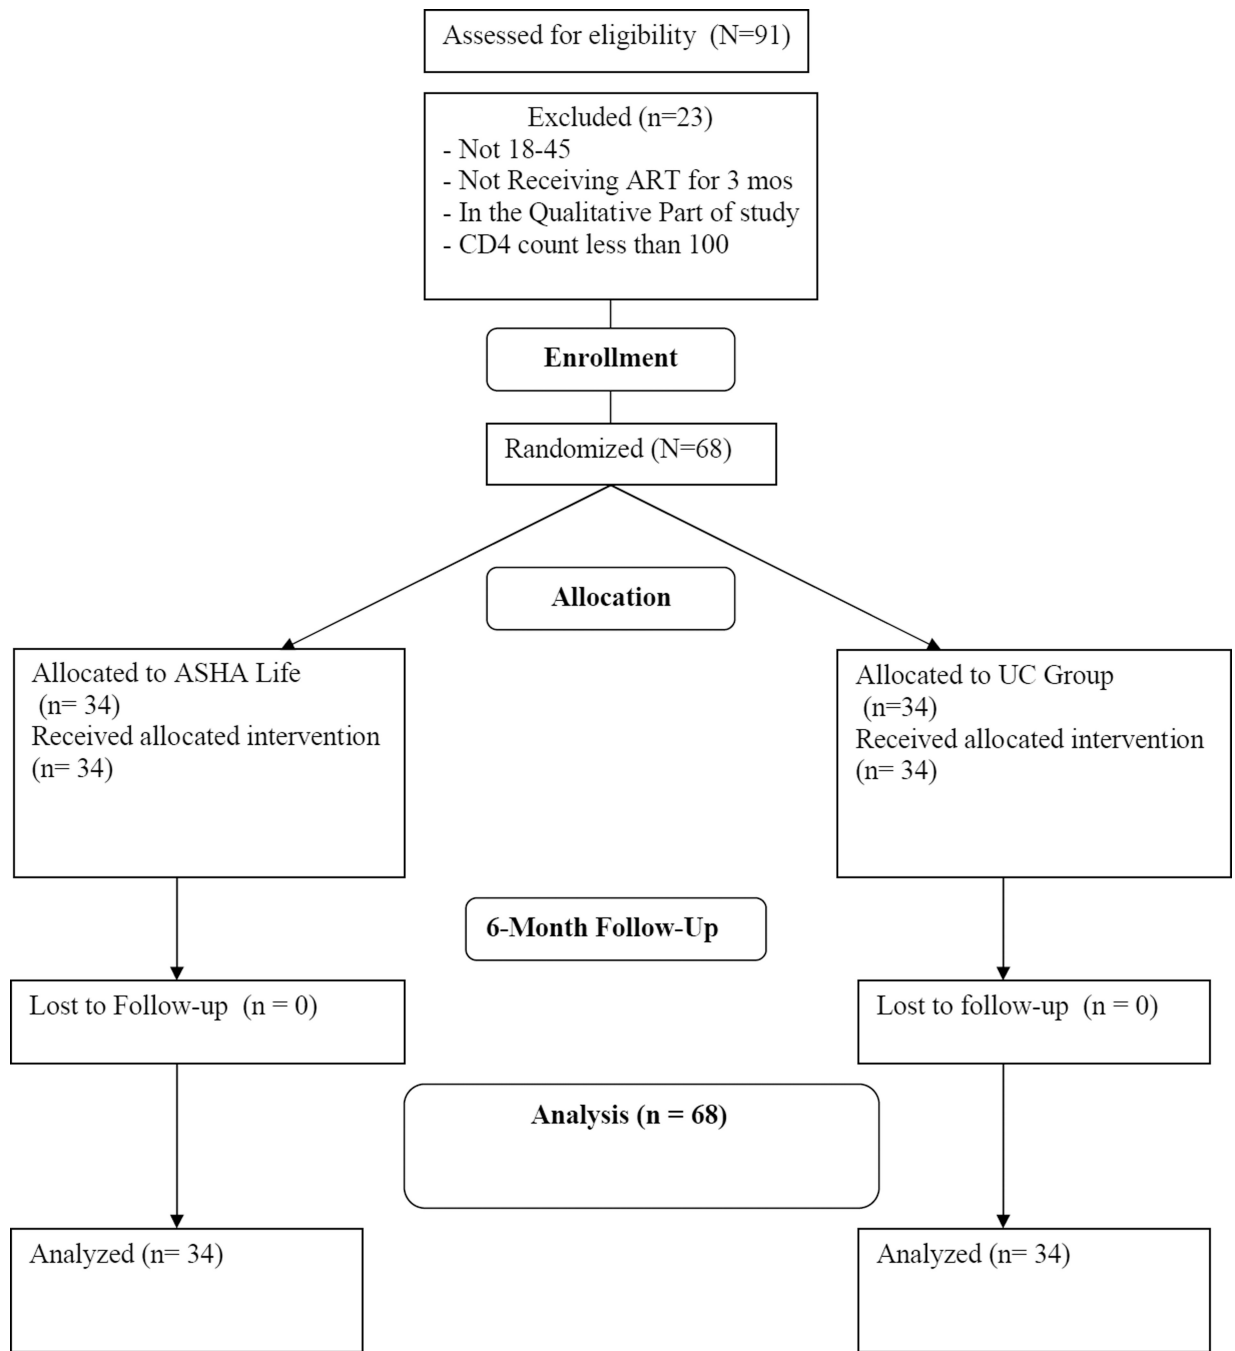 Assessed for eligibility (N=91)
Excluded (n=23)
- Not 18-45
- Not Receiving ART for 3 mos
- In the Qualitative Part of study
- CD4 count less than 100
Enrollment
Randomized (N=68)
Allocation
Allocated to ASHA Life
(n= 34)
Received allocated intervention
(n= 34)
Allocated to UC Group
(n=34)
Received allocated intervention
(n= 34)
6-Month Follow-Up
Lost to Follow-up (n = 0)
Lost to follow-up (n = 0)
Analysis (n = 68)
Analyzed (n= 34)
Analyzed (n= 34)